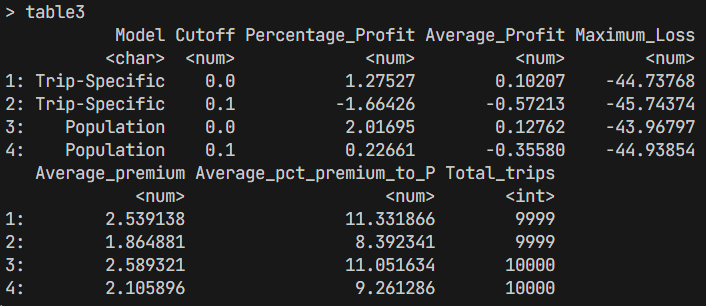 > table3
Model Cutoff Percentage_Profit Average_Profit Maximum_Loss
<char> <num> <num> <num> <num>
1: Trip-Specific 0.0 1.27527 0.10207 -44.73768
2: Trip-Specific 0.1 -1.66426 -0.57213 -45.74374
3: Population 0.0 2.01695 0.12762 -43.96797
4: Population 0.1 0.22661 -0.35580 -44.93854
Average_premium Average_pct_premium_to_P Total_trips
<num> <num> <int>
1: 2.539138 11.331866 9999
2: 1.864881 8.392341 9999
3: 2.589321 11.051634 10000
4: 2.105896 9.261286 10000